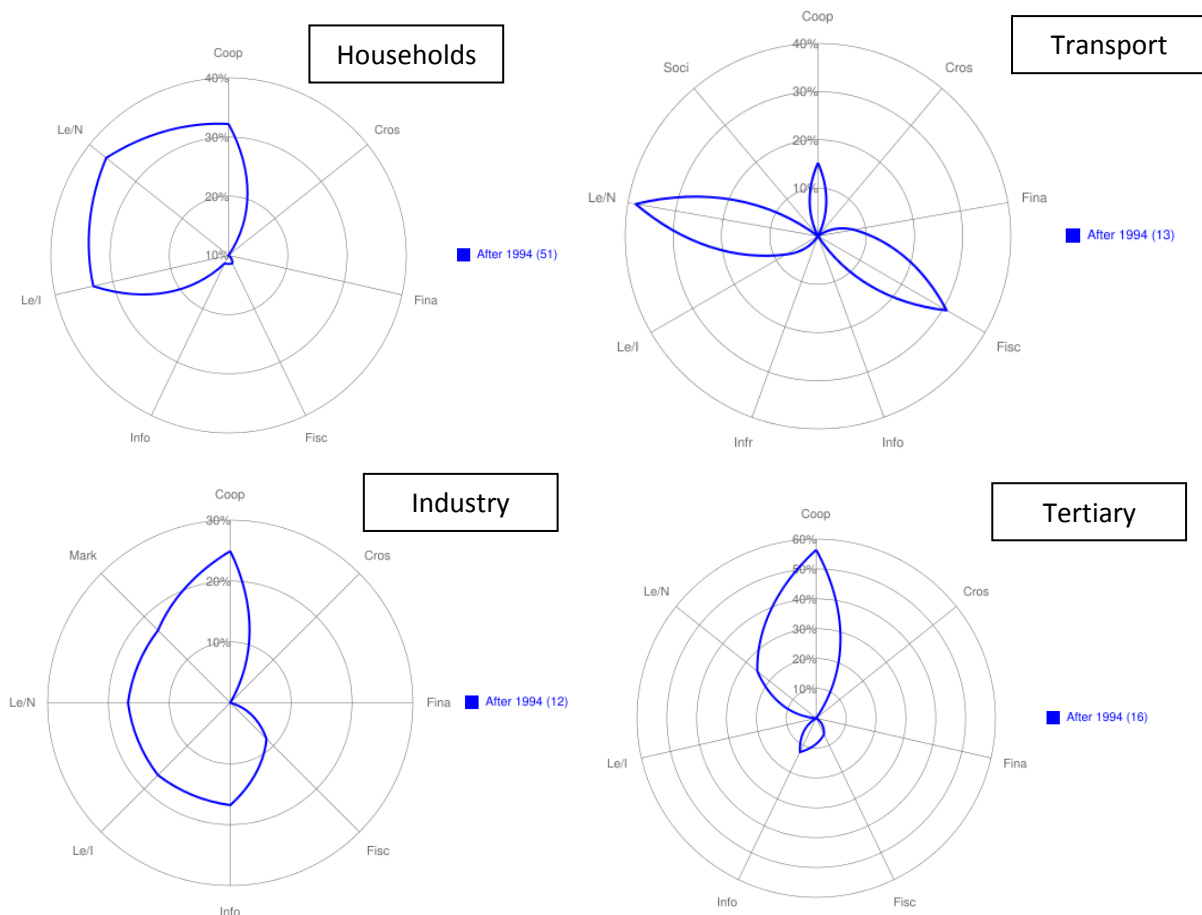 Households
Coop
40%
30%
20%
10%
Cros
Fina
Fisc
Info
Le/I
Le/N
After 1994 (51)
Transport
Coop
40%
30%
20%
10%
Cros
Fina
Fisc
Info
Infr
Le/I
Le/N
Soci
After 1994 (13)
Industry
Coop
30%
20%
10%
Cros
Fina
Fisc
Info
Le/I
Le/N
Mark
After 1994 (12)
Tertiary
Coop
60%
50%
40%
30%
20%
10%
Cros
Fina
Fisc
Info
Le/I
Le/N
After 1994 (16)